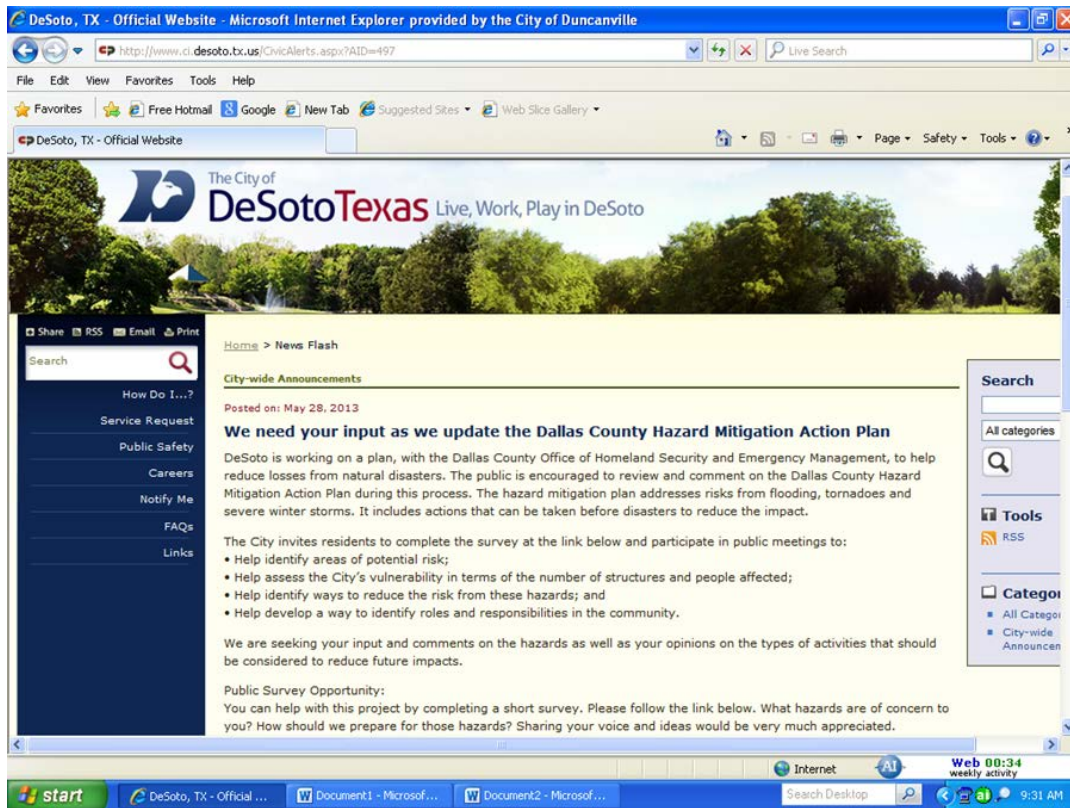 DeSoto, TX - Official Website - Microsoft Internet Explorer provided by the City of Duncanville
http://www.ci.desoto.tx.us/CivicAlerts.aspx?AID=497
Live Search
File Edit View Favorites Tools Help
Favorites Free Hotmail Google New Tab Suggested Sites Web Slice Gallery
DeSoto, TX - Official Website
Page Safety Tools
The City of
DeSotoTexas Live, Work, Play in DeSoto
Share RSS Email Print
Search
How Do I...?
Service Request
Public Safety
Careers
Notify Me
FAQs
Links
Home > News Flash
City-wide Announcements
Posted on: May 28, 2013
We need your input as we update the Dallas County Hazard Mitigation Action Plan
DeSoto is working on a plan, with the Dallas County Office of Homeland Security and Emergency Management, to help
reduce losses from natural disasters. The public is encouraged to review and comment on the Dallas County Hazard
Mitigation Action Plan during this process. The hazard mitigation plan addresses risks from flooding, tornadoes and
severe winter storms. It includes actions that can be taken before disasters to reduce the impact.
The City invites residents to complete the survey at the link below and participate in public meetings to:
• Help identify areas of potential risk;
• Help assess the City's vulnerability in terms of the number of structures and people affected;
• Help identify ways to reduce the risk from these hazards; and
• Help develop a way to identify roles and responsibilities in the community.
We are seeking your input and comments on the hazards as well as your opinions on the types of activities that should
be considered to reduce future impacts.
Public Survey Opportunity:
You can help with this project by completing a short survey. Please follow the link below. What hazards are of concern to
you? How should we prepare for those hazards? Sharing your voice and ideas would be very much appreciated.
Search
All categories
Tools
RSS
Categor
All Categor
City-wide
Announcen
Internet
AI
Web 00:34
weekly activity
start
DeSoto, TX - Official ...
Document1 - Microsof...
Document2 - Microsof...
Search Desktop
9:31 AM